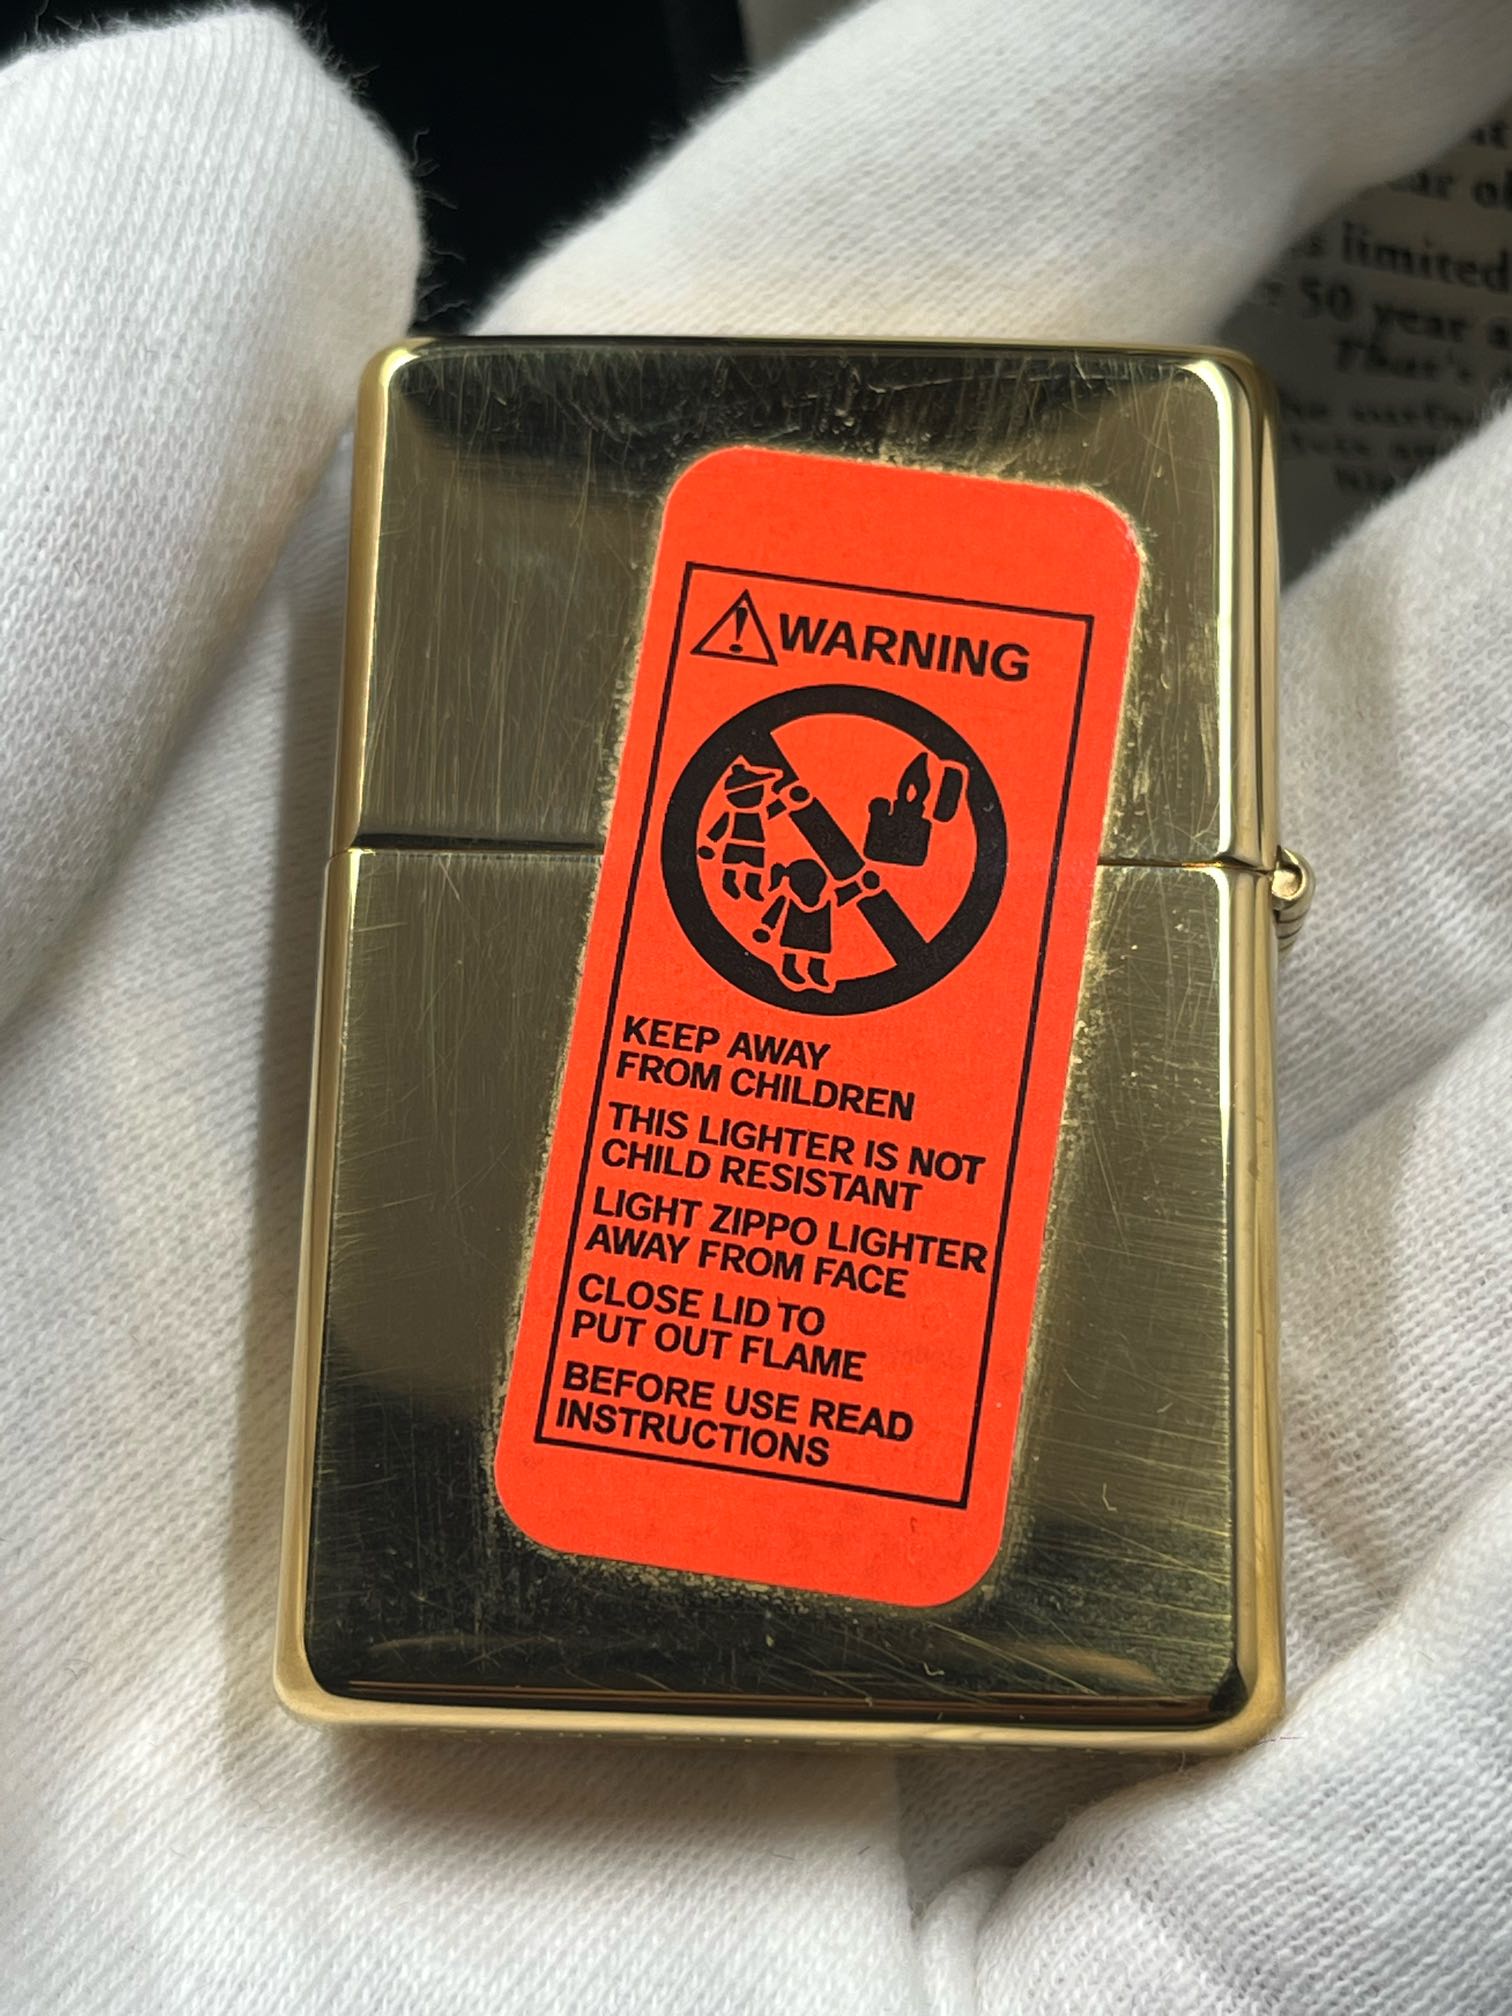 limited
50 year
That's
WARNING
KEEP AWAY
FROM CHILDREN
THIS LIGHTER IS NOT
CHILD RESISTANT
LIGHT ZIPPO LIGHTER
AWAY FROM FACE
CLOSE LID TO
PUT OUT FLAME
BEFORE USE READ
INSTRUCTIONS